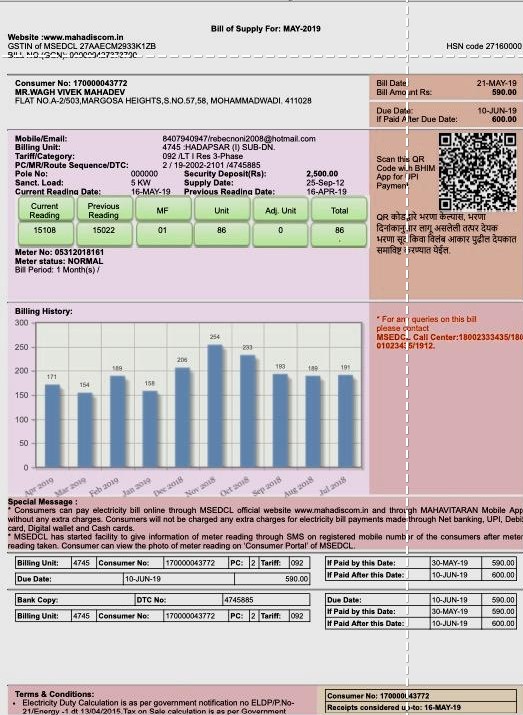 Bill of Supply For: MAY-2019
Website :www.mahadiscom.in
GSTIN of MSEDCL 27AAECM2933K1ZB
HSN code 27160000
BILL NO.(GGN):
Consumer No: 170000043772
MR.WAGH VIVEK MAHADEV
FLAT NO.A-2/503,MARGOSA HEIGHTS,S.NO.57,58, MOHAMMADWADI. 411028
Bill Date: 21-MAY-19
Bill Amount Rs: 590.00
Due Date: 10-JUN-19
If Paid After Due Date: 600.00
Mobile/Email: 8407940947/rebecnoni2008@hotmail.com
Billing Unit: 4745 :HADAPSAR (I) SUB-DN.
Tariff/Category: 092 /LT I Res 3-Phase
PC/MR/Route Sequence/DTC: 2 / 19-2002-2101 /4745885
Pole No: 000000 Security Deposit(Rs): 2,500.00
Sanct. Load: 5 KW Supply Date: 25-Sep-12
Current Reading Date: 16-MAY-19 Previous Reading Date: 16-APR-19
Current Reading Previous Reading MF Unit Adj. Unit Total
15108 15022 01 86 0 86
Meter No: 05312018161
Meter status: NORMAL
Bill Period: 1 Month(s) /
Scan this QR
Code with BHIM
App for UPI
Payment
QR कोडद्वारे भरणा केल्यास, भरणा
दिनांकानुसार लागू असलेली तत्पर देयक
भरणा सूट किंवा विलंब आकार पुढील देयकात
समाविष्ट करण्यात येईल.
Billing History:
300
250
200
150
100
50
0
171 154 189 158 206 254 233 193 189 191
Apr 2019 Mar 2019 Feb 2019 Jan 2019 Dec 2018 Nov 2018 Oct 2018 Sep 2018 Aug 2018 Jul 2018
* For any queries on this bill
please contact
MSEDCL Call Center:18002333435/180
01023435/1912.
Special Message :
* Consumers can pay electricity bill online through MSEDCL official website www.mahadiscom.in and through MAHAVITARAN Mobile App
without any extra charges. Consumers will not be charged any extra charges for electricity bill payments made through Net banking, UPI, Debit
card, Digital wallet and Cash cards.
* MSEDCL has started facility to give information of meter reading through SMS on registered mobile number of the consumers after meter
reading taken. Consumer can view the photo of meter reading on 'Consumer Portal' of MSEDCL.
Billing Unit: 4745 Consumer No: 170000043772 PC: 2 Tariff: 092
Due Date: 10-JUN-19 590.00
If Paid by this Date: 30-MAY-19 590.00
If Paid After this Date: 10-JUN-19 600.00
Bank Copy: DTC No: 4745885
Billing Unit: 4745 Consumer No: 170000043772 PC: 2 Tariff: 092
Due Date: 10-JUN-19 590.00
If Paid by this Date: 30-MAY-19 590.00
If Paid After this Date: 10-JUN-19 600.00
Terms & Conditions:
• Electricity Duty Calculation is as per government notification no ELDP/P.No-
21/Energy -1 dt 13/04/2015.Tax on Sale calculation is as per Government
Consumer No: 170000043772
Receipts considered up-to: 16-MAY-19